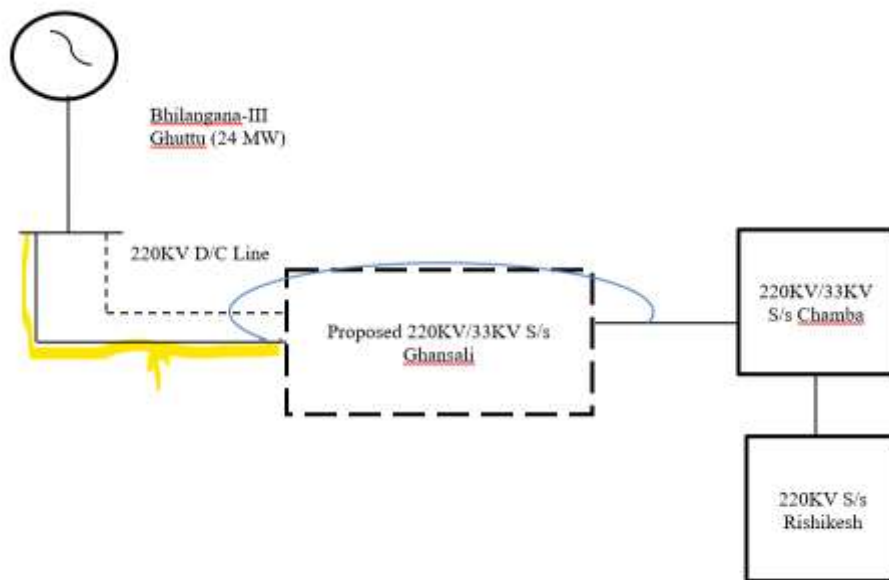 Bhilangana-III
Ghuttu (24 MW)
220KV D/C Line
Proposed 220KV/33KV S/s
Ghansali
220KV/33KV
S/s Chamba
220KV S/s
Rishikesh